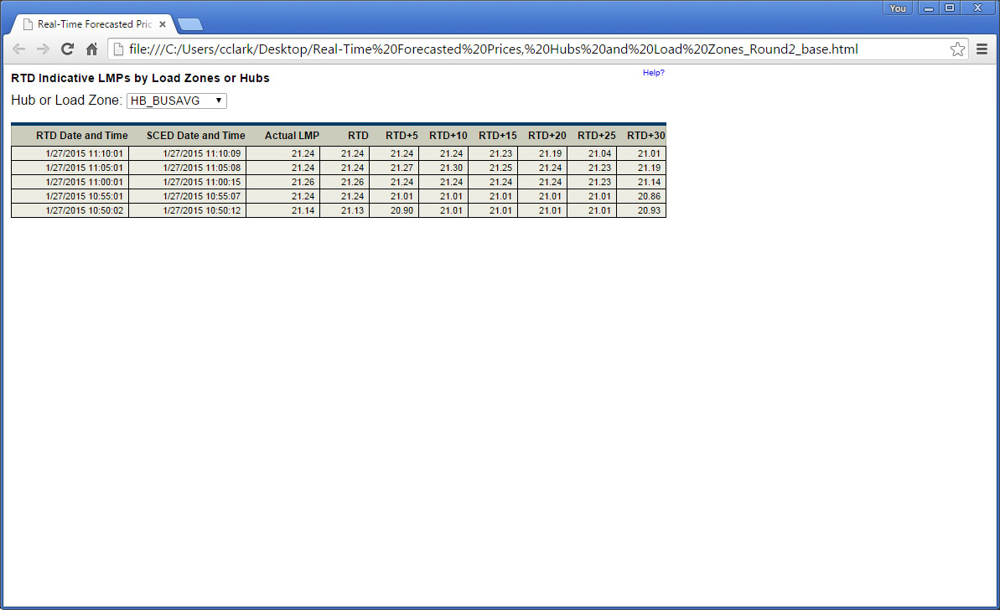 You
Real-Time Forecasted Pric
file:///C:/Users/cclark/Desktop/Real-Time%20Forecasted%20Prices,%20Hubs%20and%20Load%20Zones_Round2_base.html
Help?
RTD Indicative LMPs by Load Zones or Hubs
Hub or Load Zone: HB_BUSAVG
RTD Date and Time SCED Date and Time Actual LMP RTD RTD+5 RTD+10 RTD+15 RTD+20 RTD+25 RTD+30
1/27/2015 11:10:01 1/27/2015 11:10:09 21.24 21.24 21.24 21.24 21.23 21.19 21.04 21.01
1/27/2015 11:05:01 1/27/2015 11:05:08 21.24 21.24 21.27 21.30 21.25 21.24 21.23 21.19
1/27/2015 11:00:01 1/27/2015 11:00:15 21.26 21.26 21.24 21.24 21.24 21.24 21.23 21.14
1/27/2015 10:55:01 1/27/2015 10:55:07 21.24 21.24 21.01 21.01 21.01 21.01 21.01 20.86
1/27/2015 10:50:02 1/27/2015 10:50:12 21.14 21.13 20.90 21.01 21.01 21.01 21.01 20.93